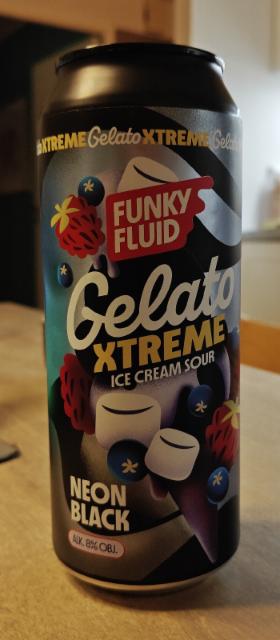 XTREME Gelato XTREME Gelato
FUNKY
FLUID
Gelato
XTREME
ICE CREAM SOUR
NEON
BLACK
ALK. 8% OBJ.